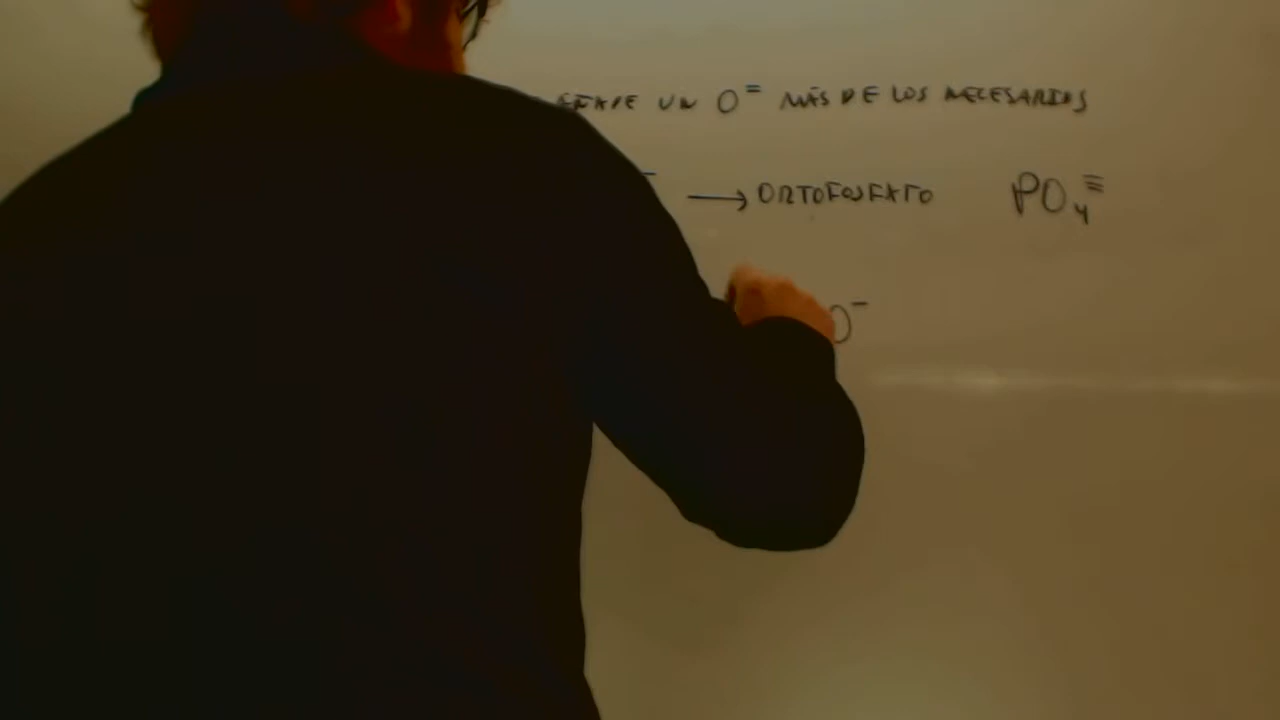 UN O= MÁS DE LOS NECESARIOS
- → ORTOFOSFATO PO₄≡
O-